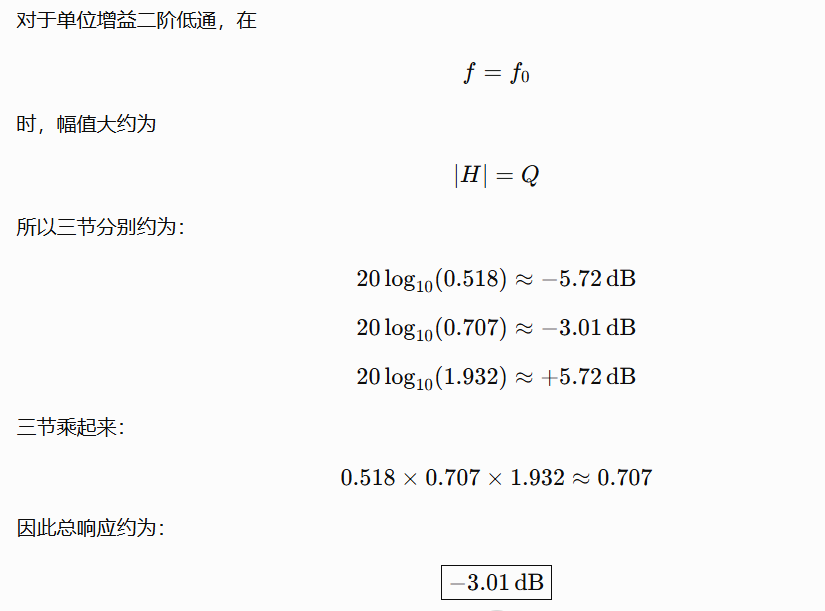 对于单位增益二阶低通，在
f = f₀
时，幅值大约为
|H| = Q
所以三节分别约为：
20 log₁₀(0.518) ≈ −5.72 dB
20 log₁₀(0.707) ≈ −3.01 dB
20 log₁₀(1.932) ≈ +5.72 dB
三节乘起来：
0.518 × 0.707 × 1.932 ≈ 0.707
因此总响应约为：
−3.01 dB